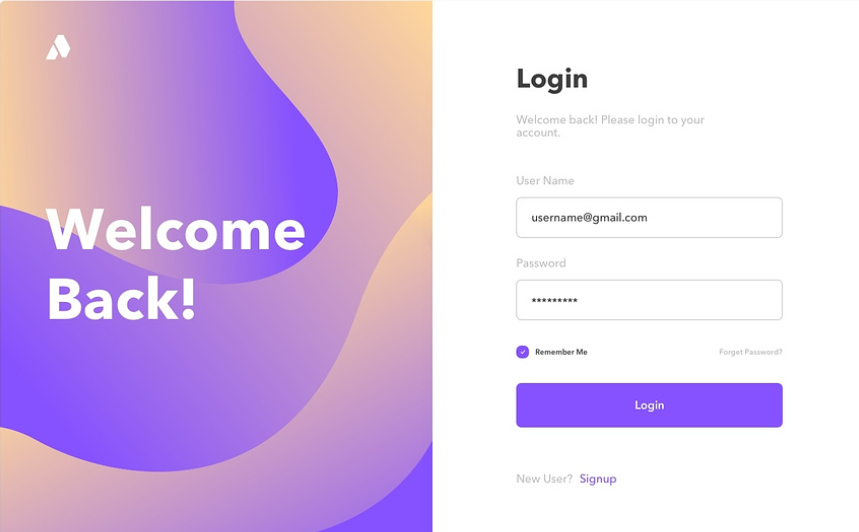 Welcome
Back!
Login
Welcome back! Please login to your
account.
User Name
username@gmail.com
Password
*********
Remember Me
Forget Password?
Login
New User? Signup